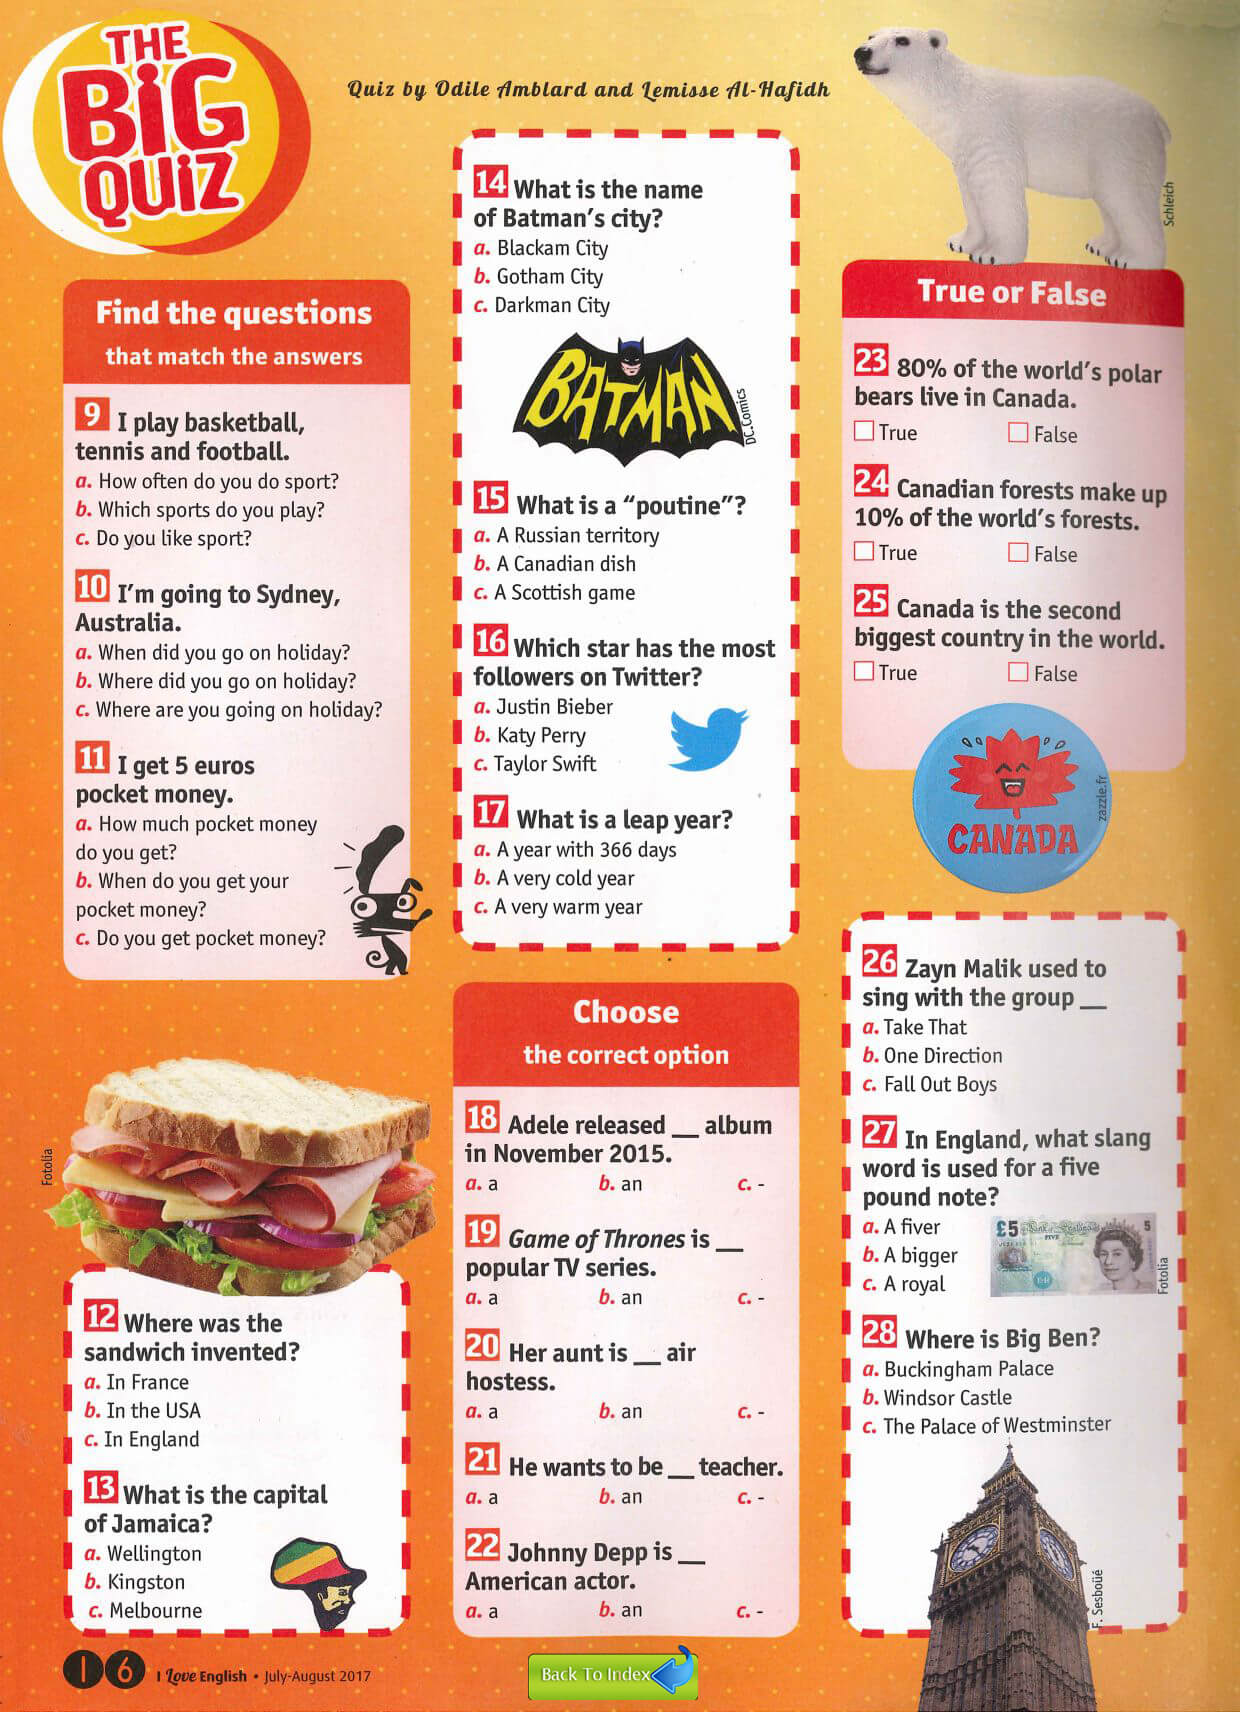 THE
BiG
QUiZ
Quiz by Odile Amblard and Lemisse Al-Hafidh
Find the questions
that match the answers
9 I play basketball,
tennis and football.
a. How often do you do sport?
b. Which sports do you play?
c. Do you like sport?
10 I'm going to Sydney,
Australia.
a. When did you go on holiday?
b. Where did you go on holiday?
c. Where are you going on holiday?
11 I get 5 euros
pocket money.
a. How much pocket money
do you get?
b. When do you get your
pocket money?
c. Do you get pocket money?
Fotolia
12 Where was the
sandwich invented?
a. In France
b. In the USA
c. In England
13 What is the capital
of Jamaica?
a. Wellington
b. Kingston
c. Melbourne
14 What is the name
of Batman's city?
a. Blackam City
b. Gotham City
c. Darkman City
BATMAN
DC.Comics
15 What is a “poutine”?
a. A Russian territory
b. A Canadian dish
c. A Scottish game
16 Which star has the most
followers on Twitter?
a. Justin Bieber
b. Katy Perry
c. Taylor Swift
17 What is a leap year?
a. A year with 366 days
b. A very cold year
c. A very warm year
Choose
the correct option
18 Adele released __ album
in November 2015.
a. a b. an c. -
19 Game of Thrones is __
popular TV series.
a. a b. an c. -
20 Her aunt is __ air
hostess.
a. a b. an c. -
21 He wants to be __ teacher.
a. a b. an c. -
22 Johnny Depp is __
American actor.
a. a b. an c. -
Schleich
True or False
23 80% of the world's polar
bears live in Canada.
True False
24 Canadian forests make up
10% of the world's forests.
True False
25 Canada is the second
biggest country in the world.
True False
CANADA
zazzle.fr
26 Zayn Malik used to
sing with the group __
a. Take That
b. One Direction
c. Fall Out Boys
27 In England, what slang
word is used for a five
pound note?
a. A fiver
b. A bigger
c. A royal
£5
5
FIVE
Fotolia
28 Where is Big Ben?
a. Buckingham Palace
b. Windsor Castle
c. The Palace of Westminster
F. Sesboüé
16 I Love English • July-August 2017
Back To Index